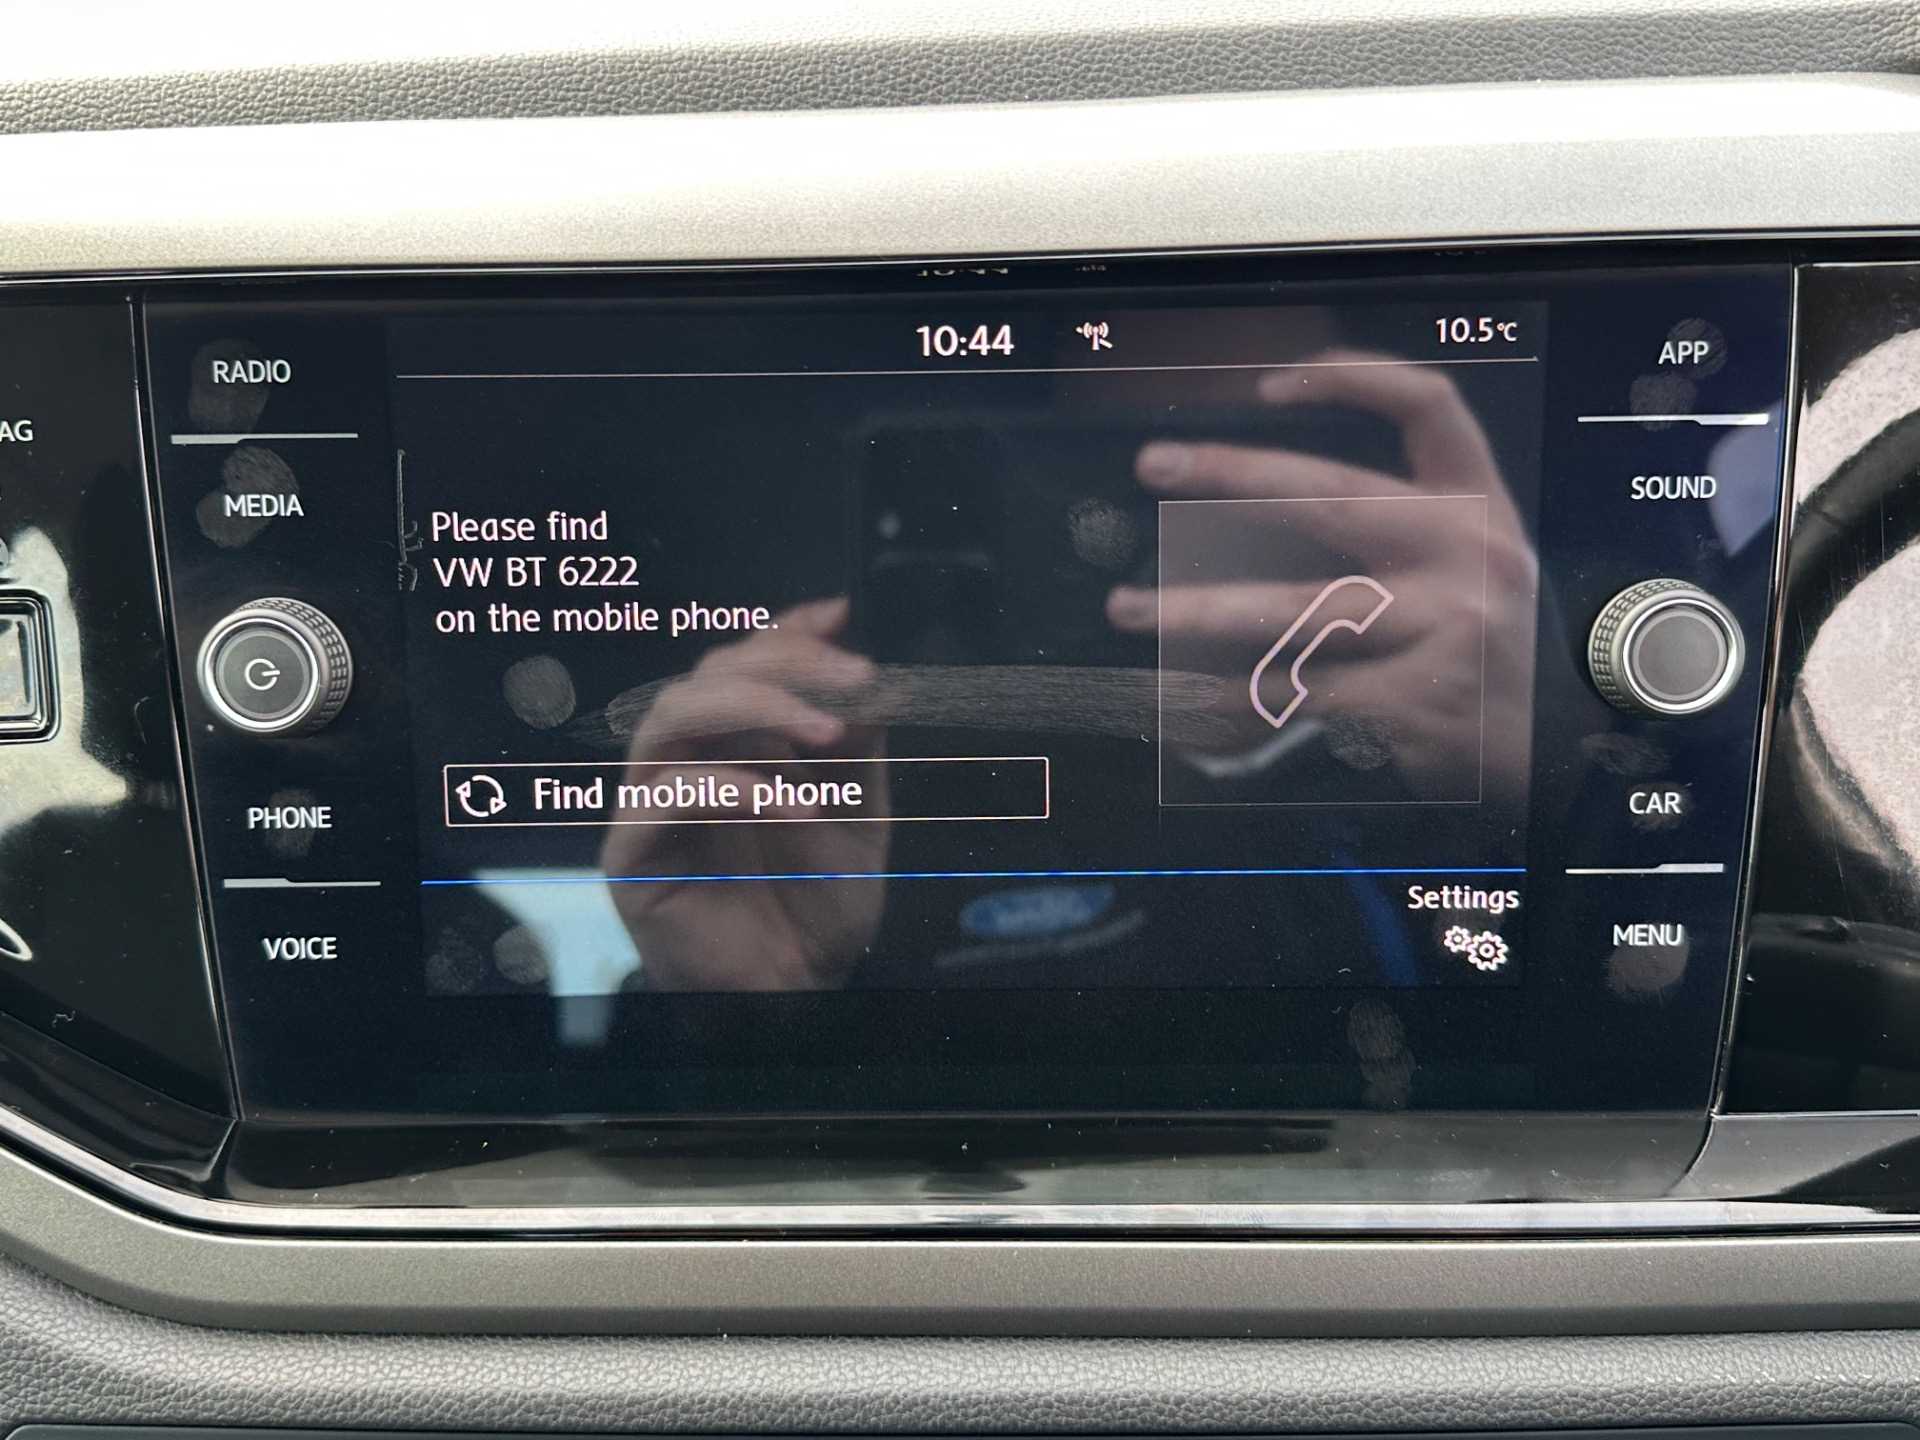 10:44
10.5°C
RADIO
APP
AG
MEDIA
SOUND
Please find
VW BT 6222
on the mobile phone.
Find mobile phone
PHONE
CAR
Settings
VOICE
MENU